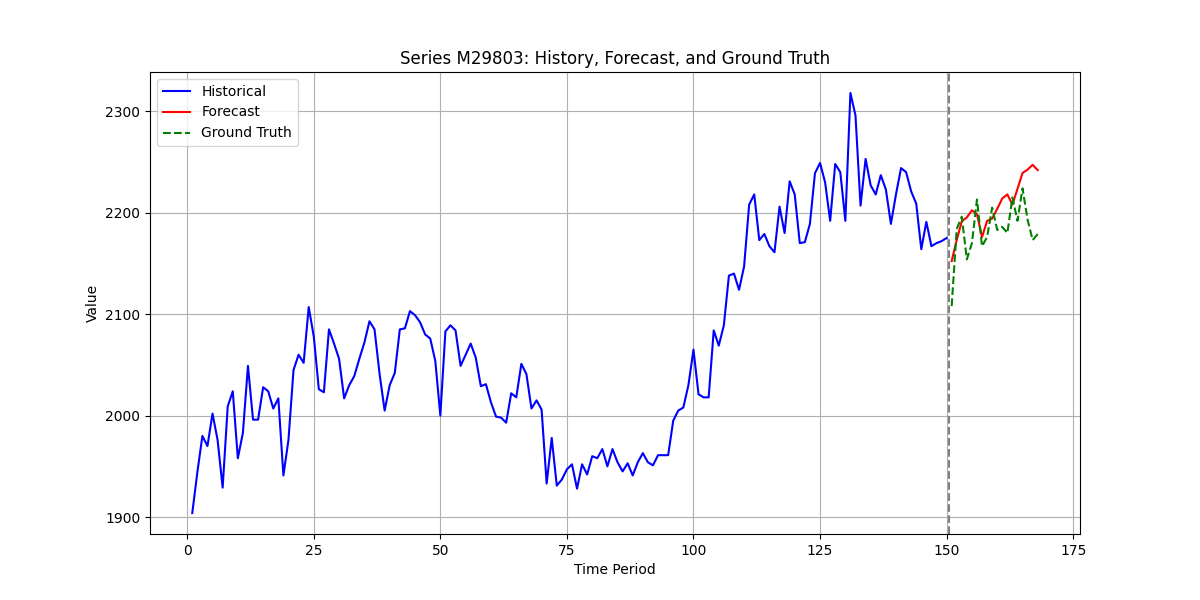 Series M29803: History, Forecast, and Ground Truth
Historical
Forecast
Ground Truth
Value
2300
2200
2100
2000
1900
0 25 50 75 100 125 150 175
Time Period